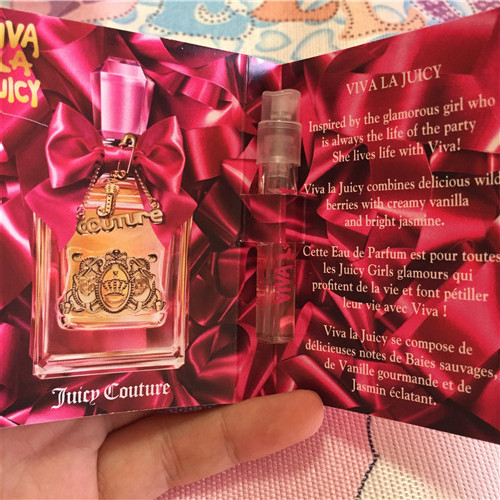 VIVA
LA
JUICY
COUTURE
Juicy Couture
VIVA LA JUICY
Inspired by the glamorous girl who
is always the life of the party
She lives life with Viva!
Viva la Juicy combines delicious wild
berries with creamy vanilla
and bright jasmine.
Cette Eau de Parfum est pour toutes
les Juicy Girls glamours qui
profitent de la vie et font pétiller
leur vie avec Viva !
Viva la Juicy se compose de
délicieuses notes de Baies sauvages,
de Vanille gourmande et de
Jasmin éclatant.
VIVA